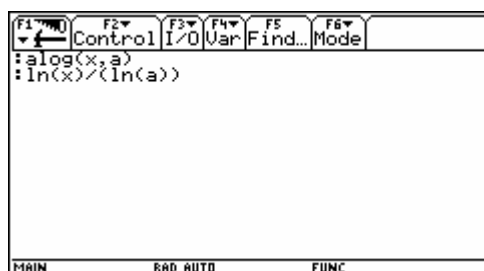 F1 F2 Control F3 I/O F4 Var F5 Find... F6 Mode
:alog(x,a)
:ln(x)/(ln(a))
MAIN RAD AUTO FUNC